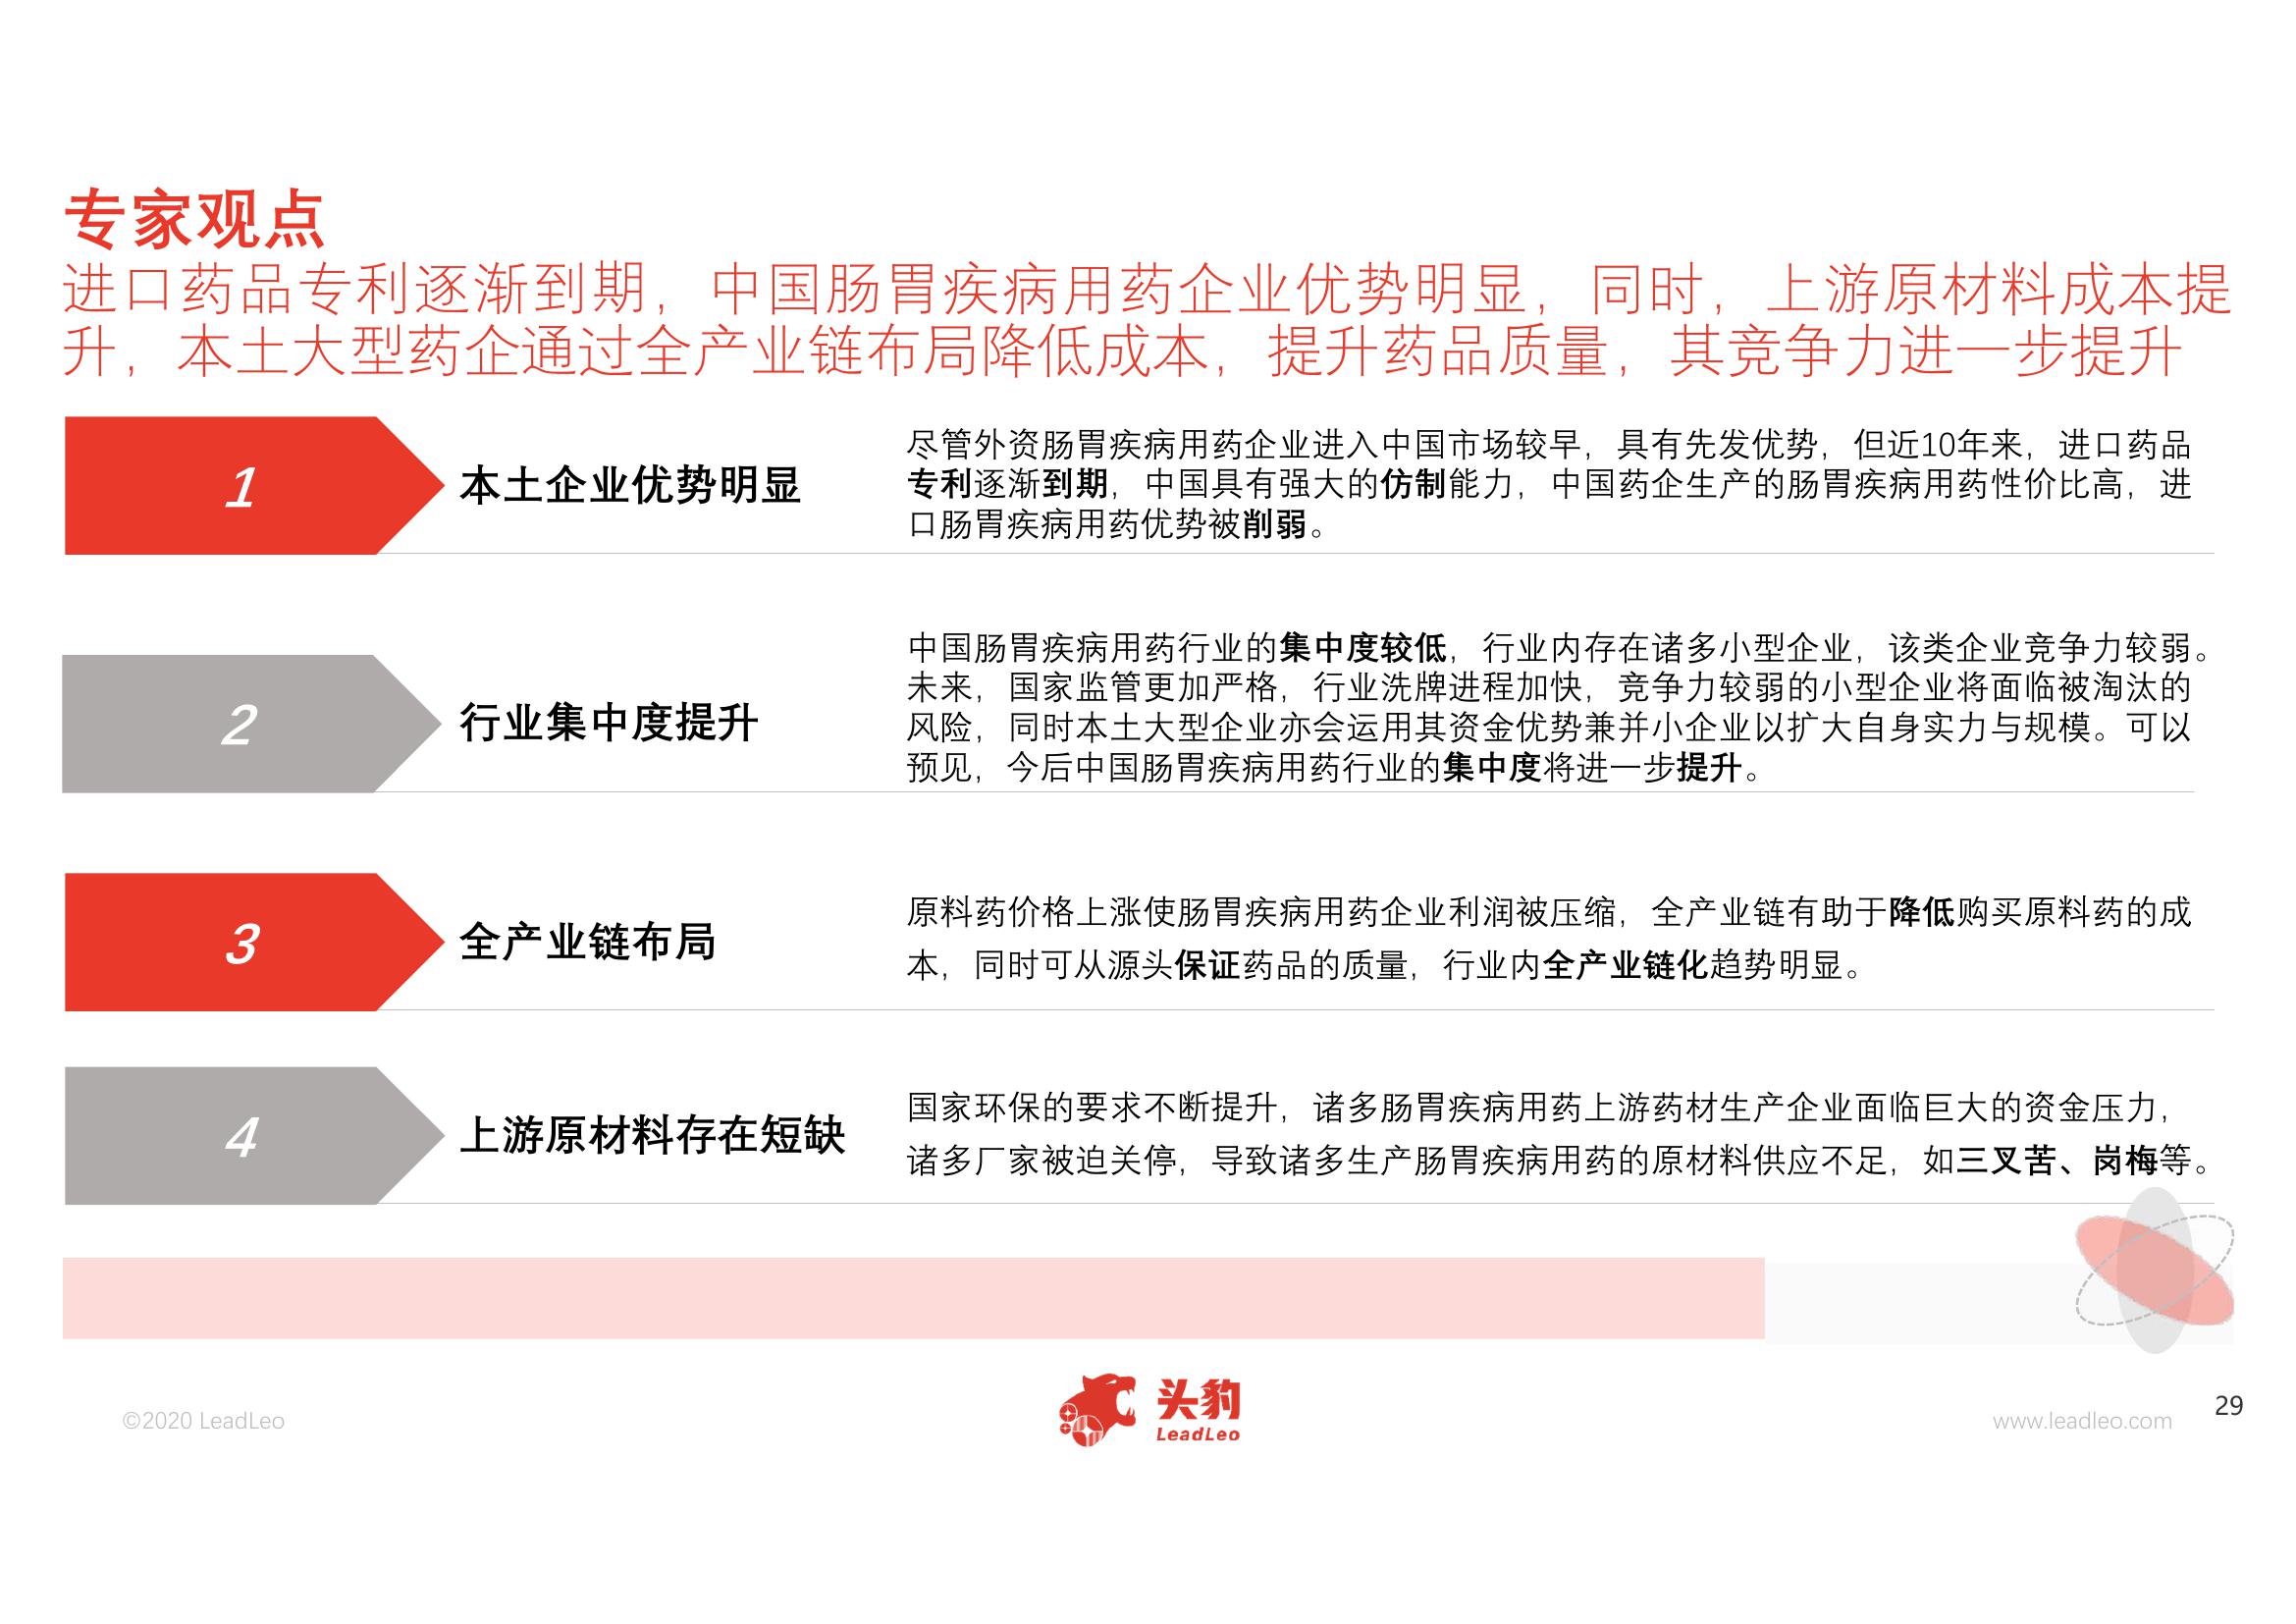 专家观点
进口药品专利逐渐到期，中国肠胃疾病用药企业优势明显，同时，上游原材料成本提
升，本土大型药企通过全产业链布局降低成本，提升药品质量，其竞争力进一步提升
1
本土企业优势明显
尽管外资肠胃疾病用药企业进入中国市场较早，具有先发优势，但近10年来，进口药品
专利逐渐到期，中国具有强大的仿制能力，中国药企生产的肠胃疾病用药性价比高，进
口肠胃疾病用药优势被削弱。
2
行业集中度提升
中国肠胃疾病用药行业的集中度较低，行业内存在诸多小型企业，该类企业竞争力较弱。
未来，国家监管更加严格，行业洗牌进程加快，竞争力较弱的小型企业将面临被淘汰的
风险，同时本土大型企业亦会运用其资金优势兼并小企业以扩大自身实力与规模。可以
预见，今后中国肠胃疾病用药行业的集中度将进一步提升。
3
全产业链布局
原料药价格上涨使肠胃疾病用药企业利润被压缩，全产业链有助于降低购买原料药的成
本，同时可从源头保证药品的质量，行业内全产业链化趋势明显。
4
上游原材料存在短缺
国家环保的要求不断提升，诸多肠胃疾病用药上游药材生产企业面临巨大的资金压力，
诸多厂家被迫关停，导致诸多生产肠胃疾病用药的原材料供应不足，如三叉苦、岗梅等。
©2020 LeadLeo
头豹
LeadLeo
www.leadleo.com
29